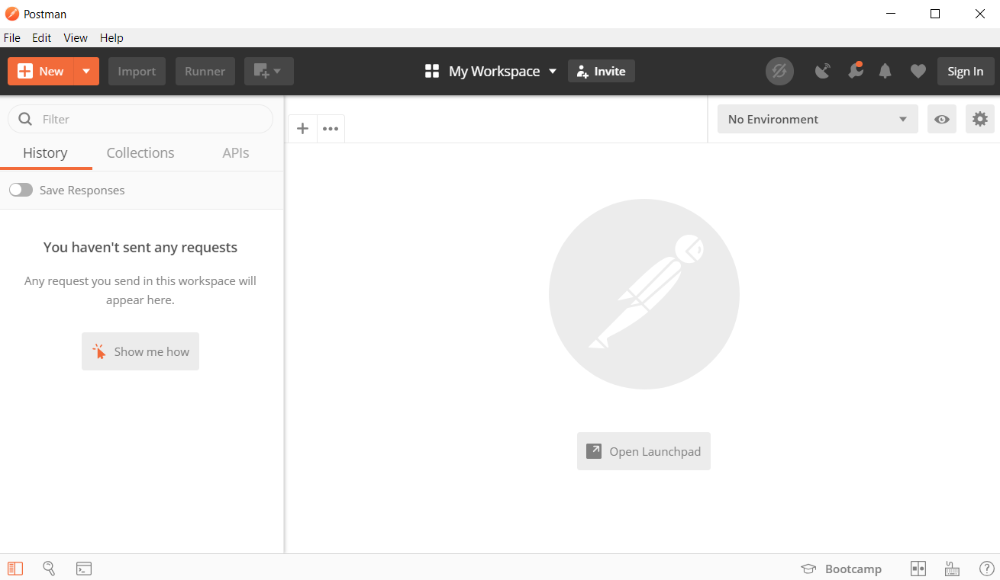 Postman
File Edit View Help
New Import Runner My Workspace Invite Sign In
Filter
No Environment
History Collections APIs
Save Responses
You haven't sent any requests
Any request you send in this workspace will
appear here.
Show me how
Open Launchpad
Bootcamp